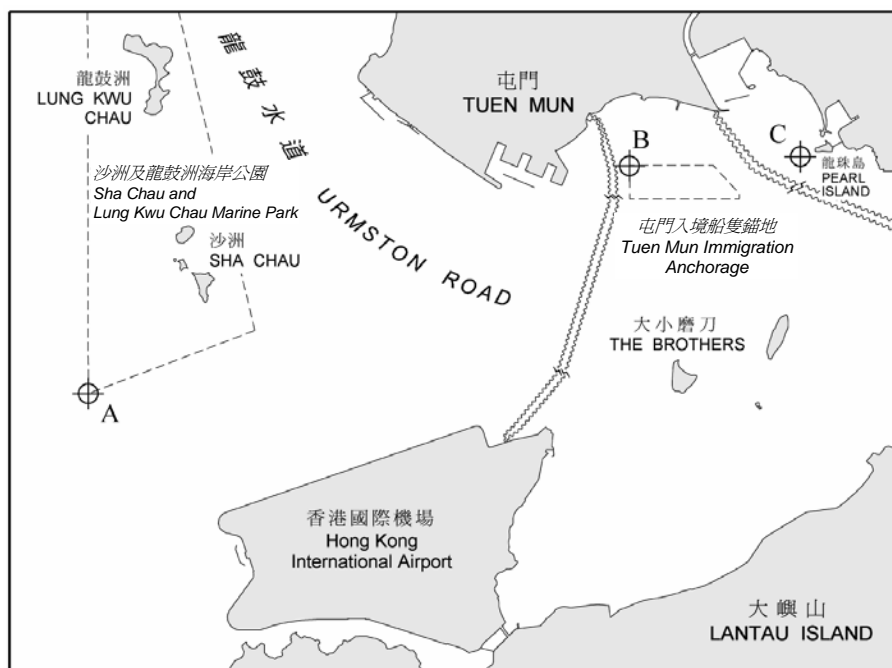 龍鼓洲
LUNG KWU
CHAU
龍鼓水道
URMSTON ROAD
屯門
TUEN MUN
B
C
龍珠島
PEARL
ISLAND
沙洲及龍鼓洲海岸公園
Sha Chau and
Lung Kwu Chau Marine Park
沙洲
SHA CHAU
屯門入境船隻錨地
Tuen Mun Immigration
Anchorage
大小磨刀
THE BROTHERS
A
香港國際機場
Hong Kong
International Airport
大嶼山
LANTAU ISLAND